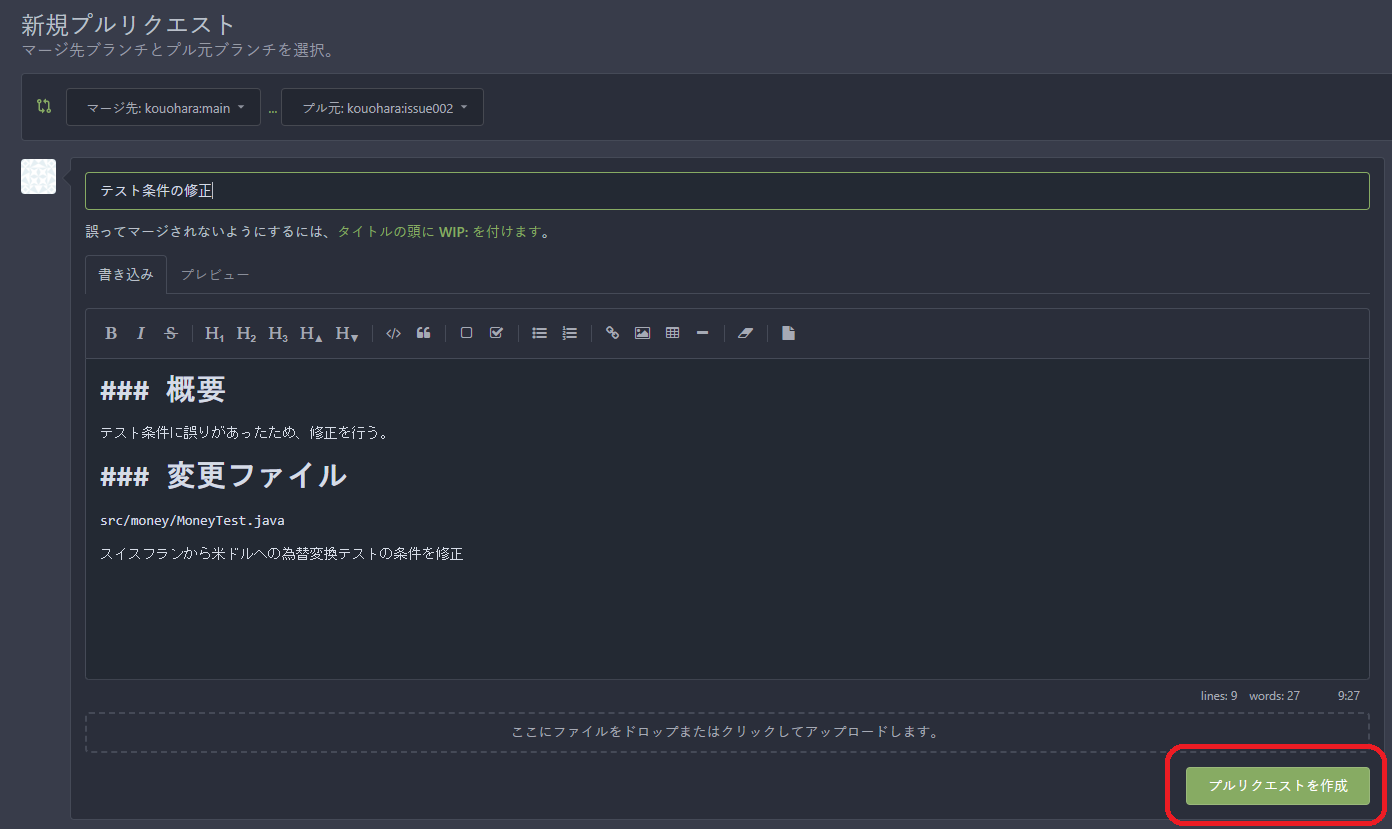 新規プルリクエスト
マージ先ブランチとプル元ブランチを選択。
マージ先: kouohara:main ... プル元: kouohara:issue002
テスト条件の修正
誤ってマージされないようにするには、タイトルの頭に WIP: を付けます。
書き込み プレビュー
B I S H1 H2 H3 H▲ H▼
### 概要
テスト条件に誤りがあったため、修正を行う。
### 変更ファイル
src/money/MoneyTest.java
スイスフランから米ドルへの為替変換テストの条件を修正
lines: 9 words: 27 9:27
ここにファイルをドロップまたはクリックしてアップロードします。
プルリクエストを作成